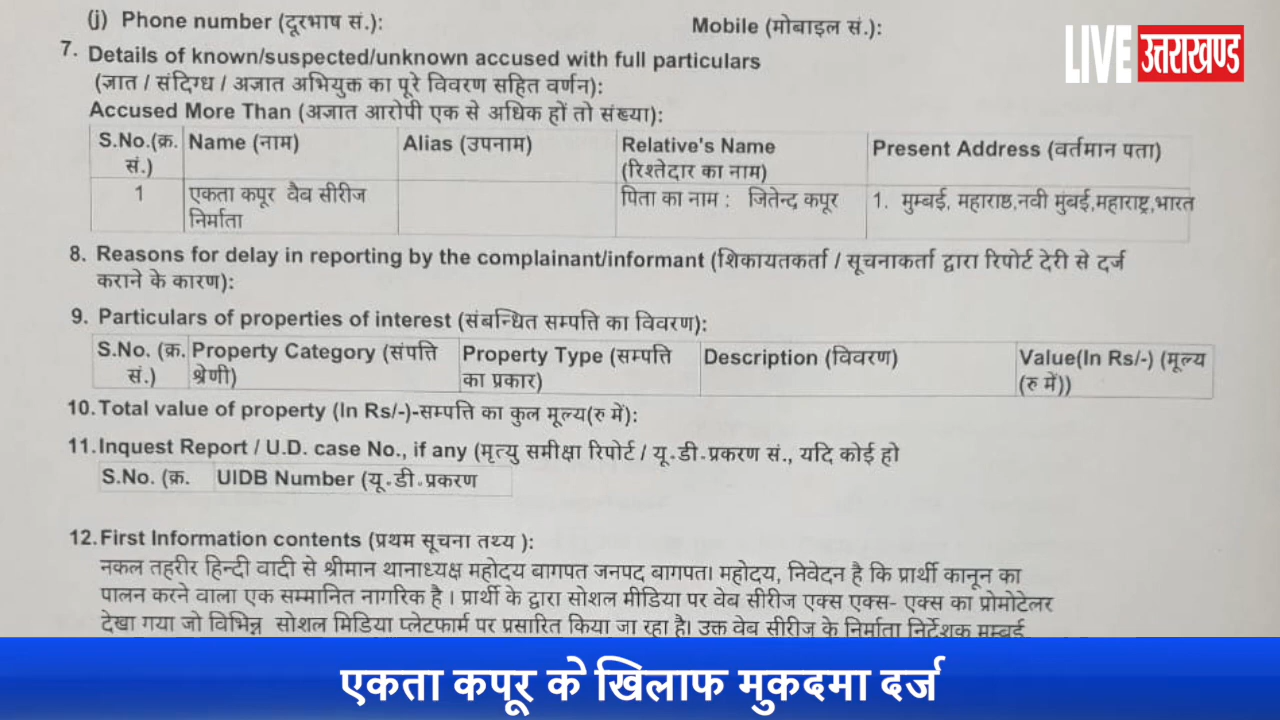 (j) Phone number (दूरभाष सं.): Mobile (मोबाइल सं.):
LIVE उत्तराखण्ड
7. Details of known/suspected/unknown accused with full particulars
(ज्ञात / संदिग्ध / अज्ञात अभियुक्त का पूरे विवरण सहित वर्णन):
Accused More Than (अज्ञात आरोपी एक से अधिक हों तो संख्या):
S.No.(क्र. Name (नाम) Alias (उपनाम) Relative's Name Present Address (वर्तमान पता)
सं.) (रिश्तेदार का नाम)
1 एकता कपूर वैब सीरीज पिता का नाम : जितेन्द्र कपूर 1. मुम्बई, महाराष्ठ,नवी मुंबई,महाराष्ट्र,भारत
निर्माता
8. Reasons for delay in reporting by the complainant/informant (शिकायतकर्ता / सूचनाकर्ता द्वारा रिपोर्ट देरी से दर्ज
कराने के कारण):
9. Particulars of properties of interest (संबन्धित सम्पत्ति का विवरण):
S.No. (क्र. Property Category (संपत्ति Property Type (सम्पत्ति Description (विवरण) Value(In Rs/-) (मूल्य
सं.) श्रेणी) का प्रकार) (रु में))
10. Total value of property (In Rs/-)-सम्पत्ति का कुल मूल्य(रु में):
11. Inquest Report / U.D. case No., if any (मृत्यु समीक्षा रिपोर्ट / यू.डी.प्रकरण सं., यदि कोई हो
S.No. (क्र. UIDB Number (यू.डी.प्रकरण
12. First Information contents (प्रथम सूचना तथ्य ):
नकल तहरीर हिन्दी वादी से श्रीमान थानाध्यक्ष महोदय बागपत जनपद बागपत। महोदय, निवेदन है कि प्रार्थी कानून का
पालन करने वाला एक सम्मानित नागरिक है । प्रार्थी के द्वारा सोशल मीडिया पर वेब सीरीज एक्स एक्स- एक्स का प्रोमोटेलर
देखा गया जो विभिन्न सोशल मिडिया प्लेटफार्म पर प्रसारित किया जा रहा है। उक्त वेब सीरीज के निर्माता निर्देशक मुम्बई
एकता कपूर के खिलाफ मुकदमा दर्ज